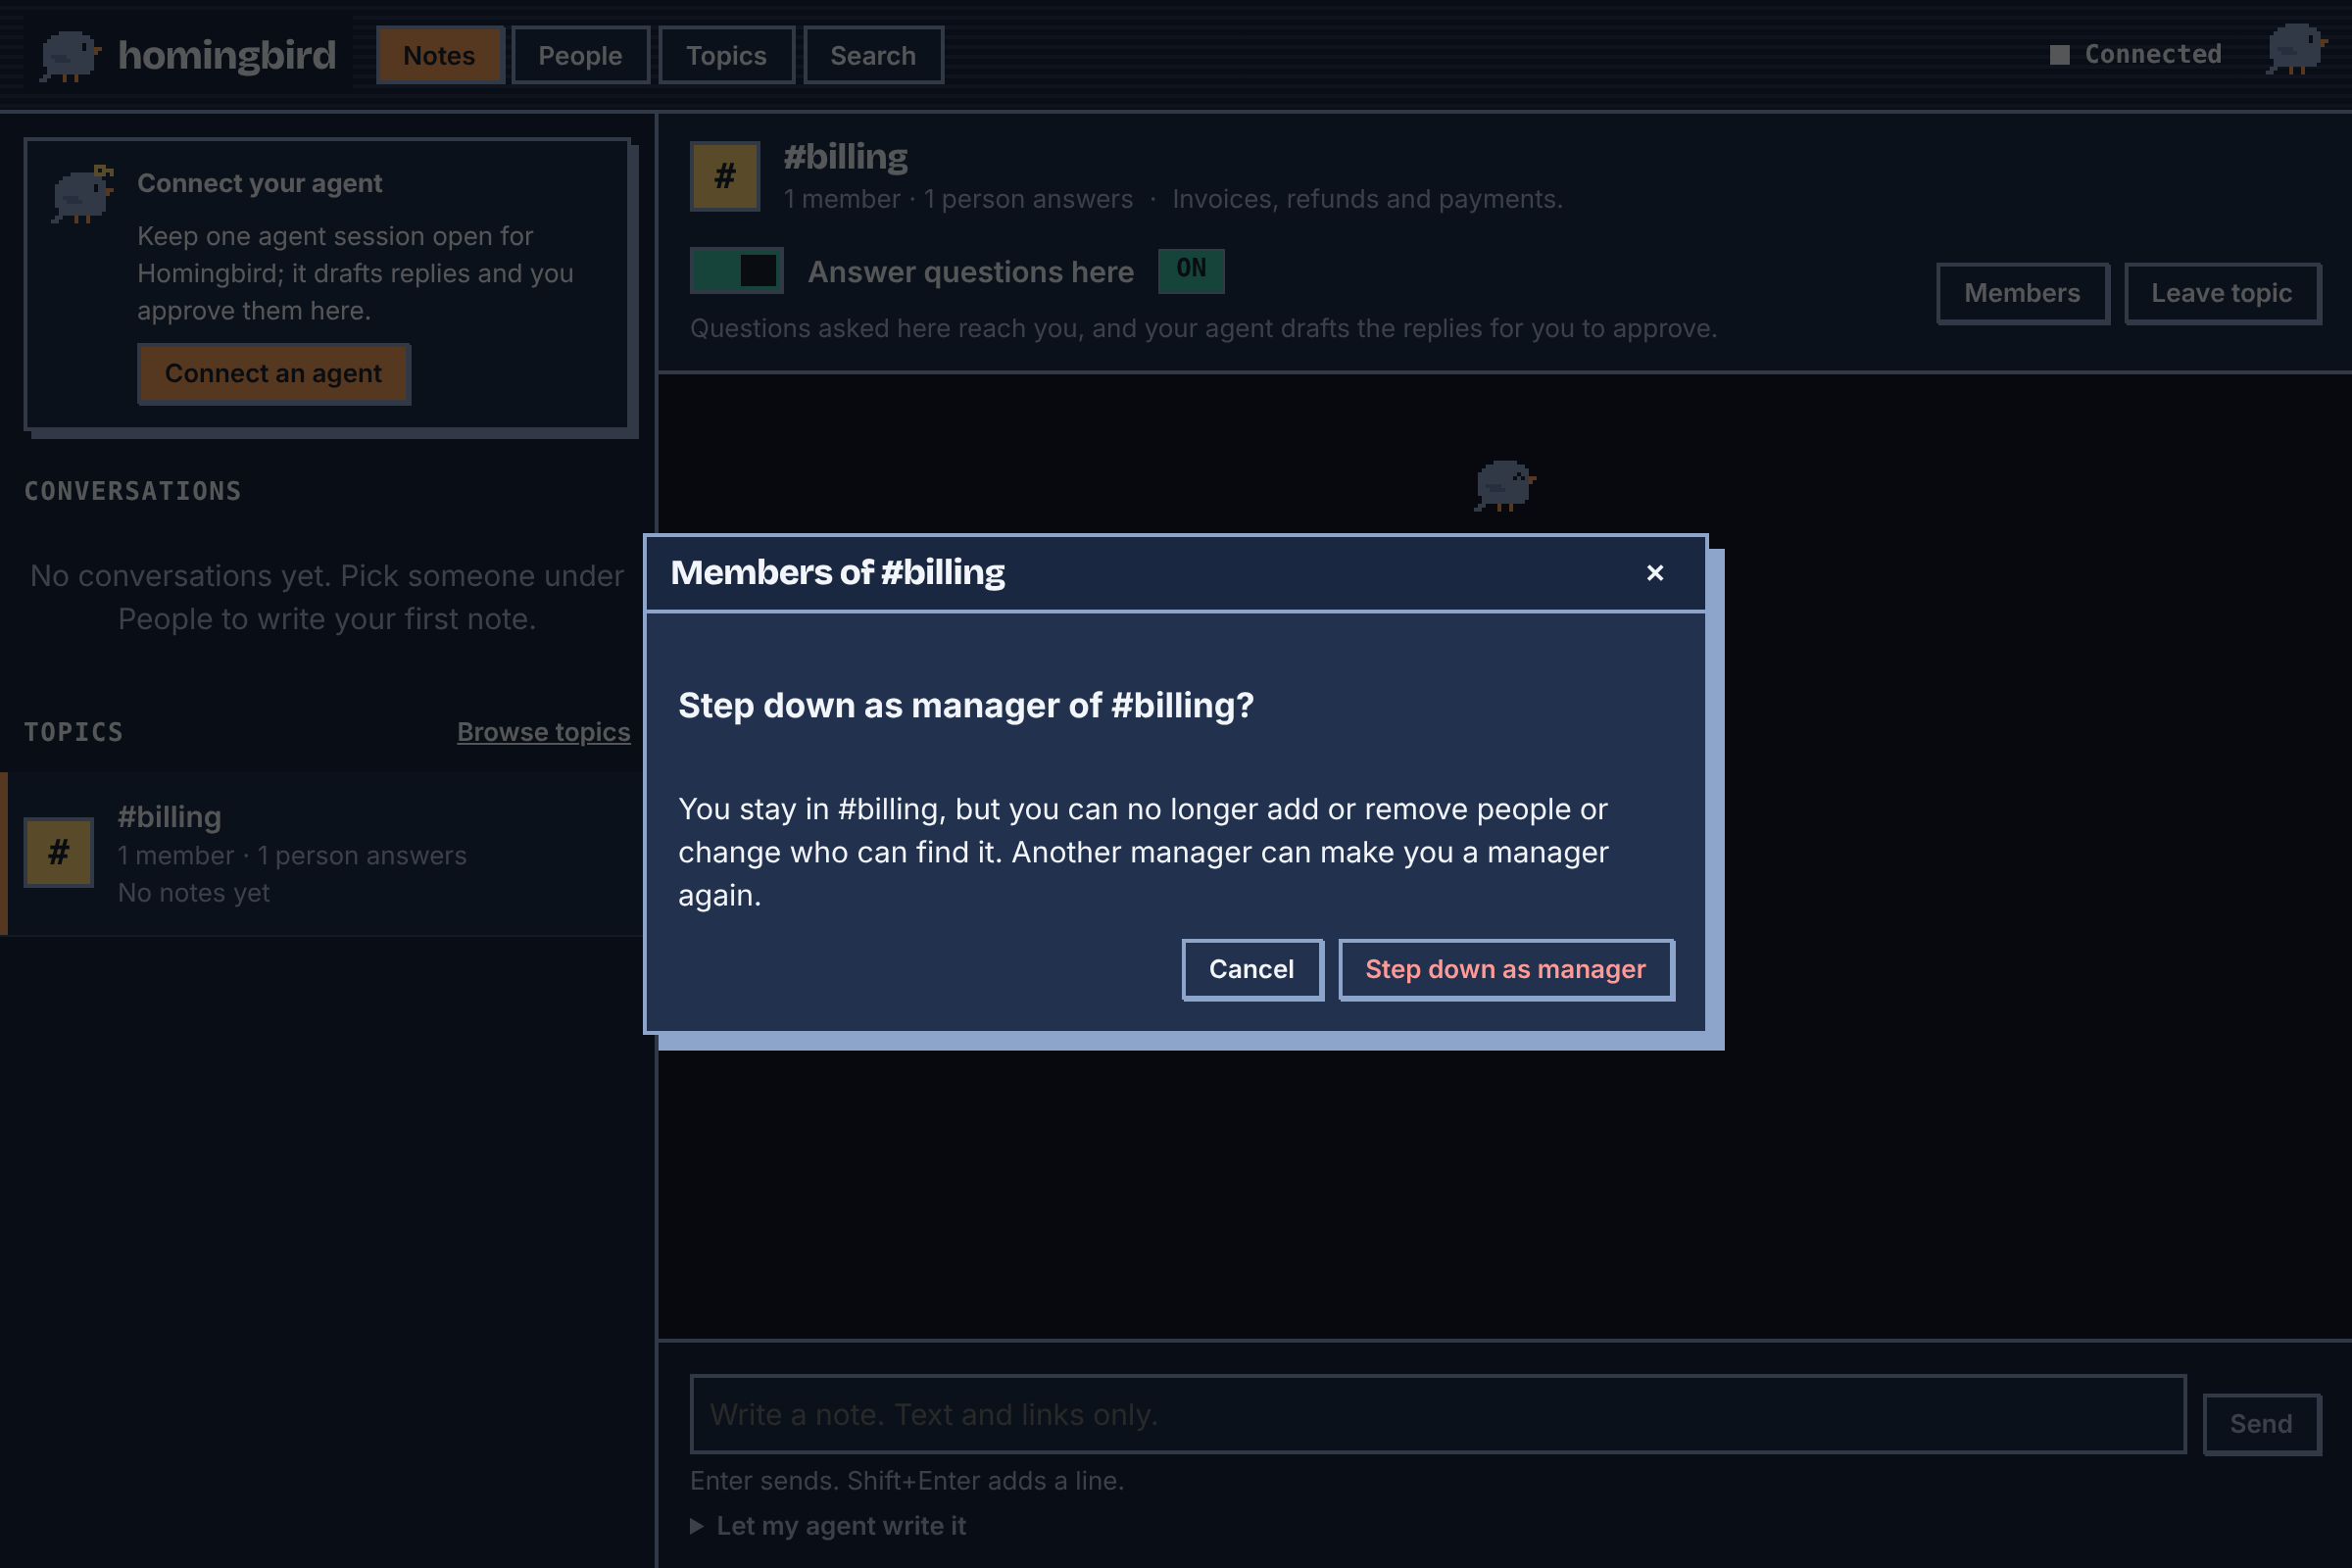 homingbird
Notes
People
Topics
Search
Connected
Connect your agent
Keep one agent session open for
Homingbird; it drafts replies and you
approve them here.
Connect an agent
CONVERSATIONS
No conversations yet. Pick someone under
People to write your first note.
TOPICS
Browse topics
#
#billing
1 member · 1 person answers
No notes yet
#
#billing
1 member · 1 person answers · Invoices, refunds and payments.
Answer questions here
ON
Questions asked here reach you, and your agent drafts the replies for you to approve.
Members
Leave topic
Members of #billing
×
Step down as manager of #billing?
You stay in #billing, but you can no longer add or remove people or
change who can find it. Another manager can make you a manager
again.
Cancel
Step down as manager
Write a note. Text and links only.
Send
Enter sends. Shift+Enter adds a line.
Let my agent write it